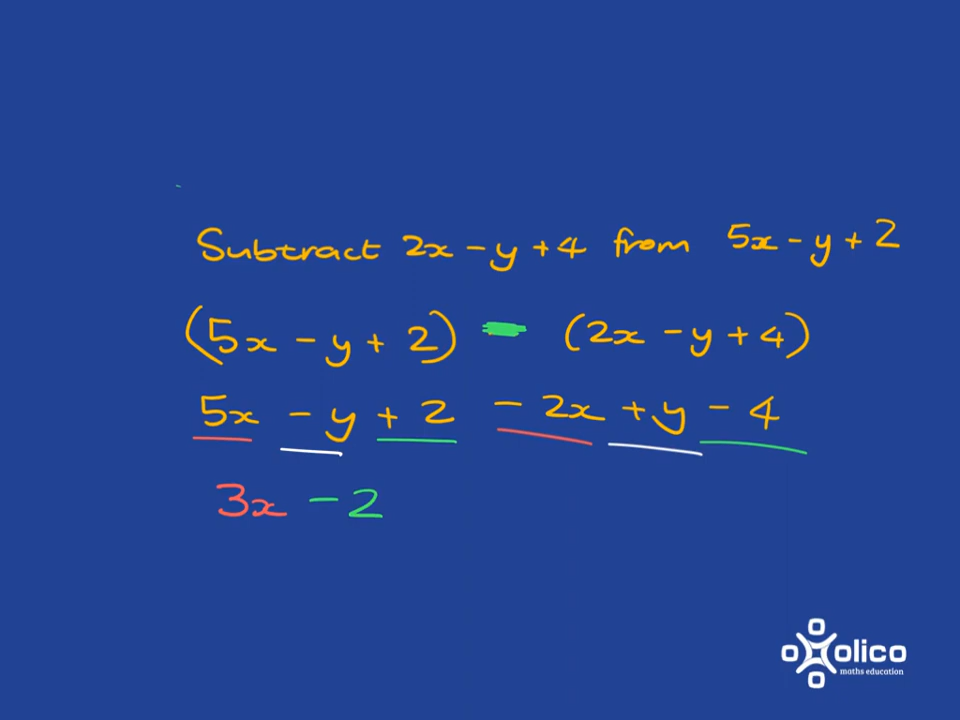 Subtract 2x - y + 4 from 5x - y + 2
(5x - y + 2) - (2x - y + 4)
5x - y + 2 - 2x + y - 4
3x - 2
olico
maths education